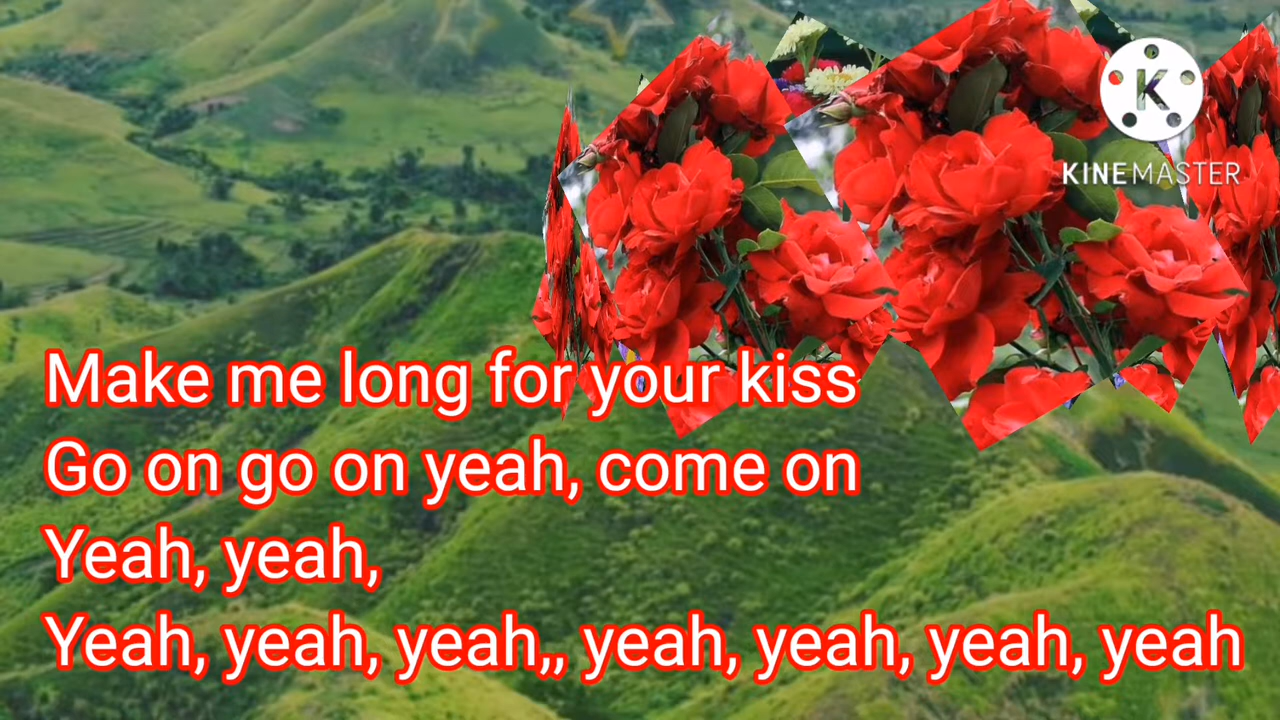 K
KINEMASTER
Make me long for your kiss
Go on go on yeah, come on
Yeah, yeah,
Yeah, yeah, yeah,, yeah, yeah, yeah, yeah